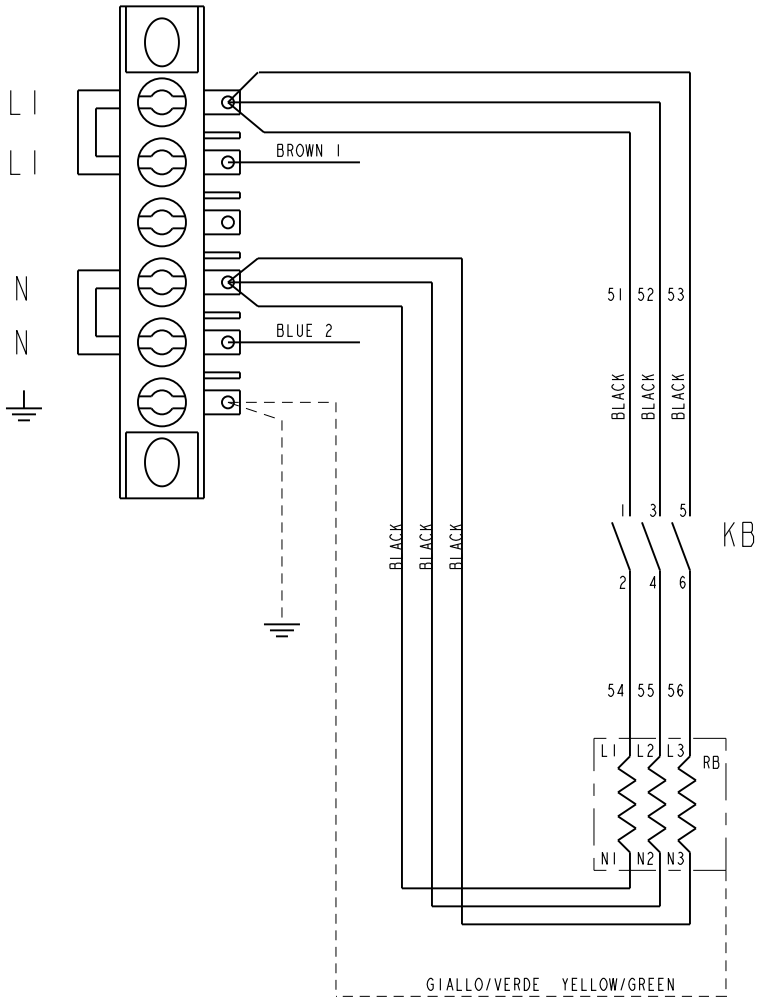 L1
L1
BROWN 1
N
N
BLUE 2
51 52 53
BLACK
BLACK
BLACK
1 3 5
KB
2 4 6
BLACK
BLACK
BLACK
54 55 56
L1 L2 L3
RB
N1 N2 N3
GIALLO/VERDE YELLOW/GREEN